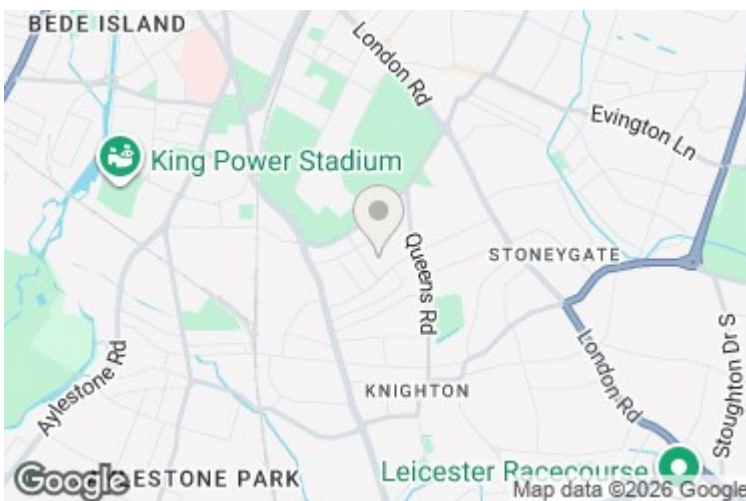 BEDE ISLAND
London Rd
Evington Ln
King Power Stadium
Queens Rd
STONEYGATE
Aylestone Rd
London Rd
Stoughton Dr S
KNIGHTON
AYLESTONE PARK
Leicester Racecourse
Google
Map data ©2026 Google